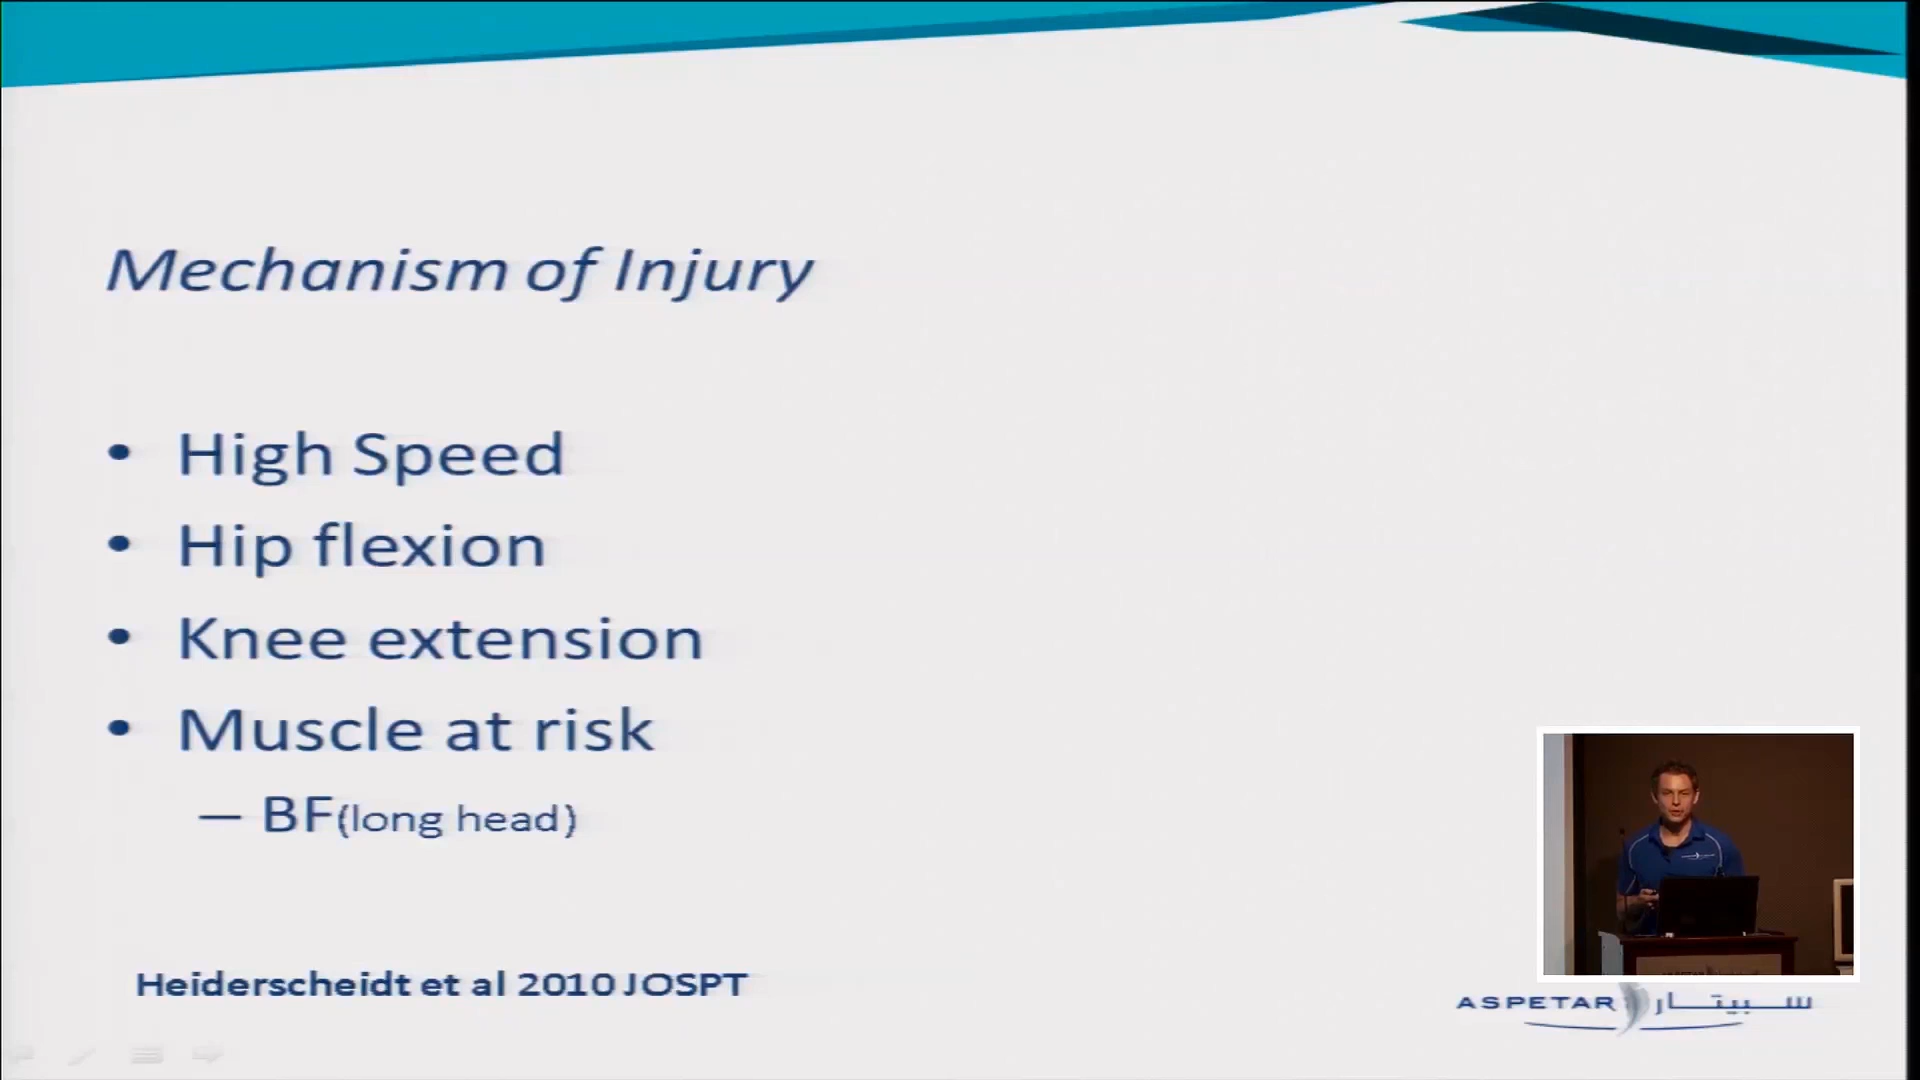 Mechanism of Injury
• High Speed
• Hip flexion
• Knee extension
• Muscle at risk
– BF(long head)
Heiderscheidt et al 2010 JOSPT
ASPETAR سبيتار